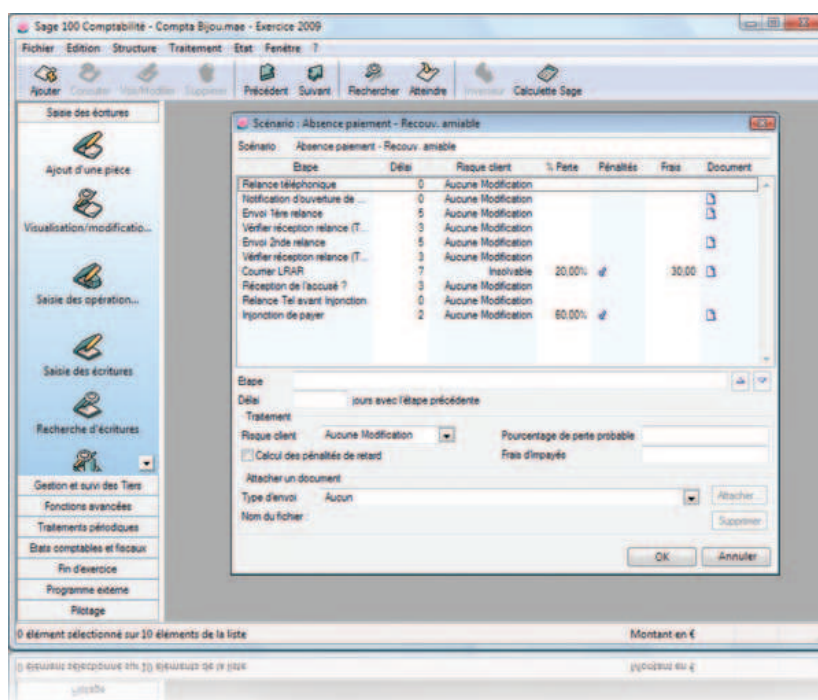 Sage 100 Comptabilité - Compta Bijou.mae - Exercice 2009
Fichier Edition Structure Traitement Etat Fenêtre ?
Ajouter Consulter Voir/Modifier Supprimer Précédent Suivant Rechercher Atteindre Inverseur Calculette Sage
Saisie des écritures
Ajout d'une pièce
Visualisation/modificatio...
Saisie des opération...
Saisie des écritures
Recherche d'écritures
Gestion et suivi des Tiers
Fonctions avancées
Traitements périodiques
Etats comptables et fiscaux
Fin d'exercice
Programme externe
Pilotage
Scénario : Absence paiement - Recouv. amiable
Scénario Absence paiement - Recouv. amiable
Etape Délai Risque client % Perte Pénalités Frais Document
Relance téléphonique 0 Aucune Modification
Notification d'ouverture de ... 0 Aucune Modification
Envoi 1ère relance 5 Aucune Modification
Vérifier réception relance (T... 3 Aucune Modification
Envoi 2nde relance 5 Aucune Modification
Vérifier réception relance (T... 3 Aucune Modification
Courrier LRAR 7 Insolvable 20,00% 30,00
Réception de l'accusé ? 3 Aucune Modification
Relance Tel avant Injonction 0 Aucune Modification
Injonction de payer 2 Aucune Modification 60,00%
Etape
Délai jours avec l'étape précédente
Traitement
Risque client Aucune Modification Pourcentage de perte probable
Calcul des pénalités de retard Frais d'impayés
Attacher un document
Type d'envoi Aucun Attacher...
Nom du fichier : Supprimer
OK Annuler
0 élément sélectionné sur 10 éléments de la liste Montant en €